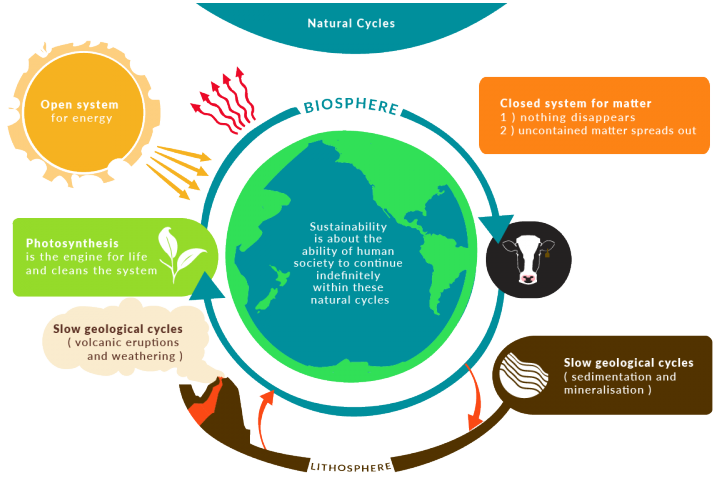 Natural Cycles
Open system
for energy
BIOSPHERE
Closed system for matter
1 ) nothing disappears
2 ) uncontained matter spreads out
Photosynthesis
is the engine for life
and cleans the system
Sustainability
is about the
ability of human
society to continue
indefinitely
within these
natural cycles
Slow geological cycles
( volcanic eruptions
and weathering )
Slow geological cycles
( sedimentation and
mineralisation )
LITHOSPHERE